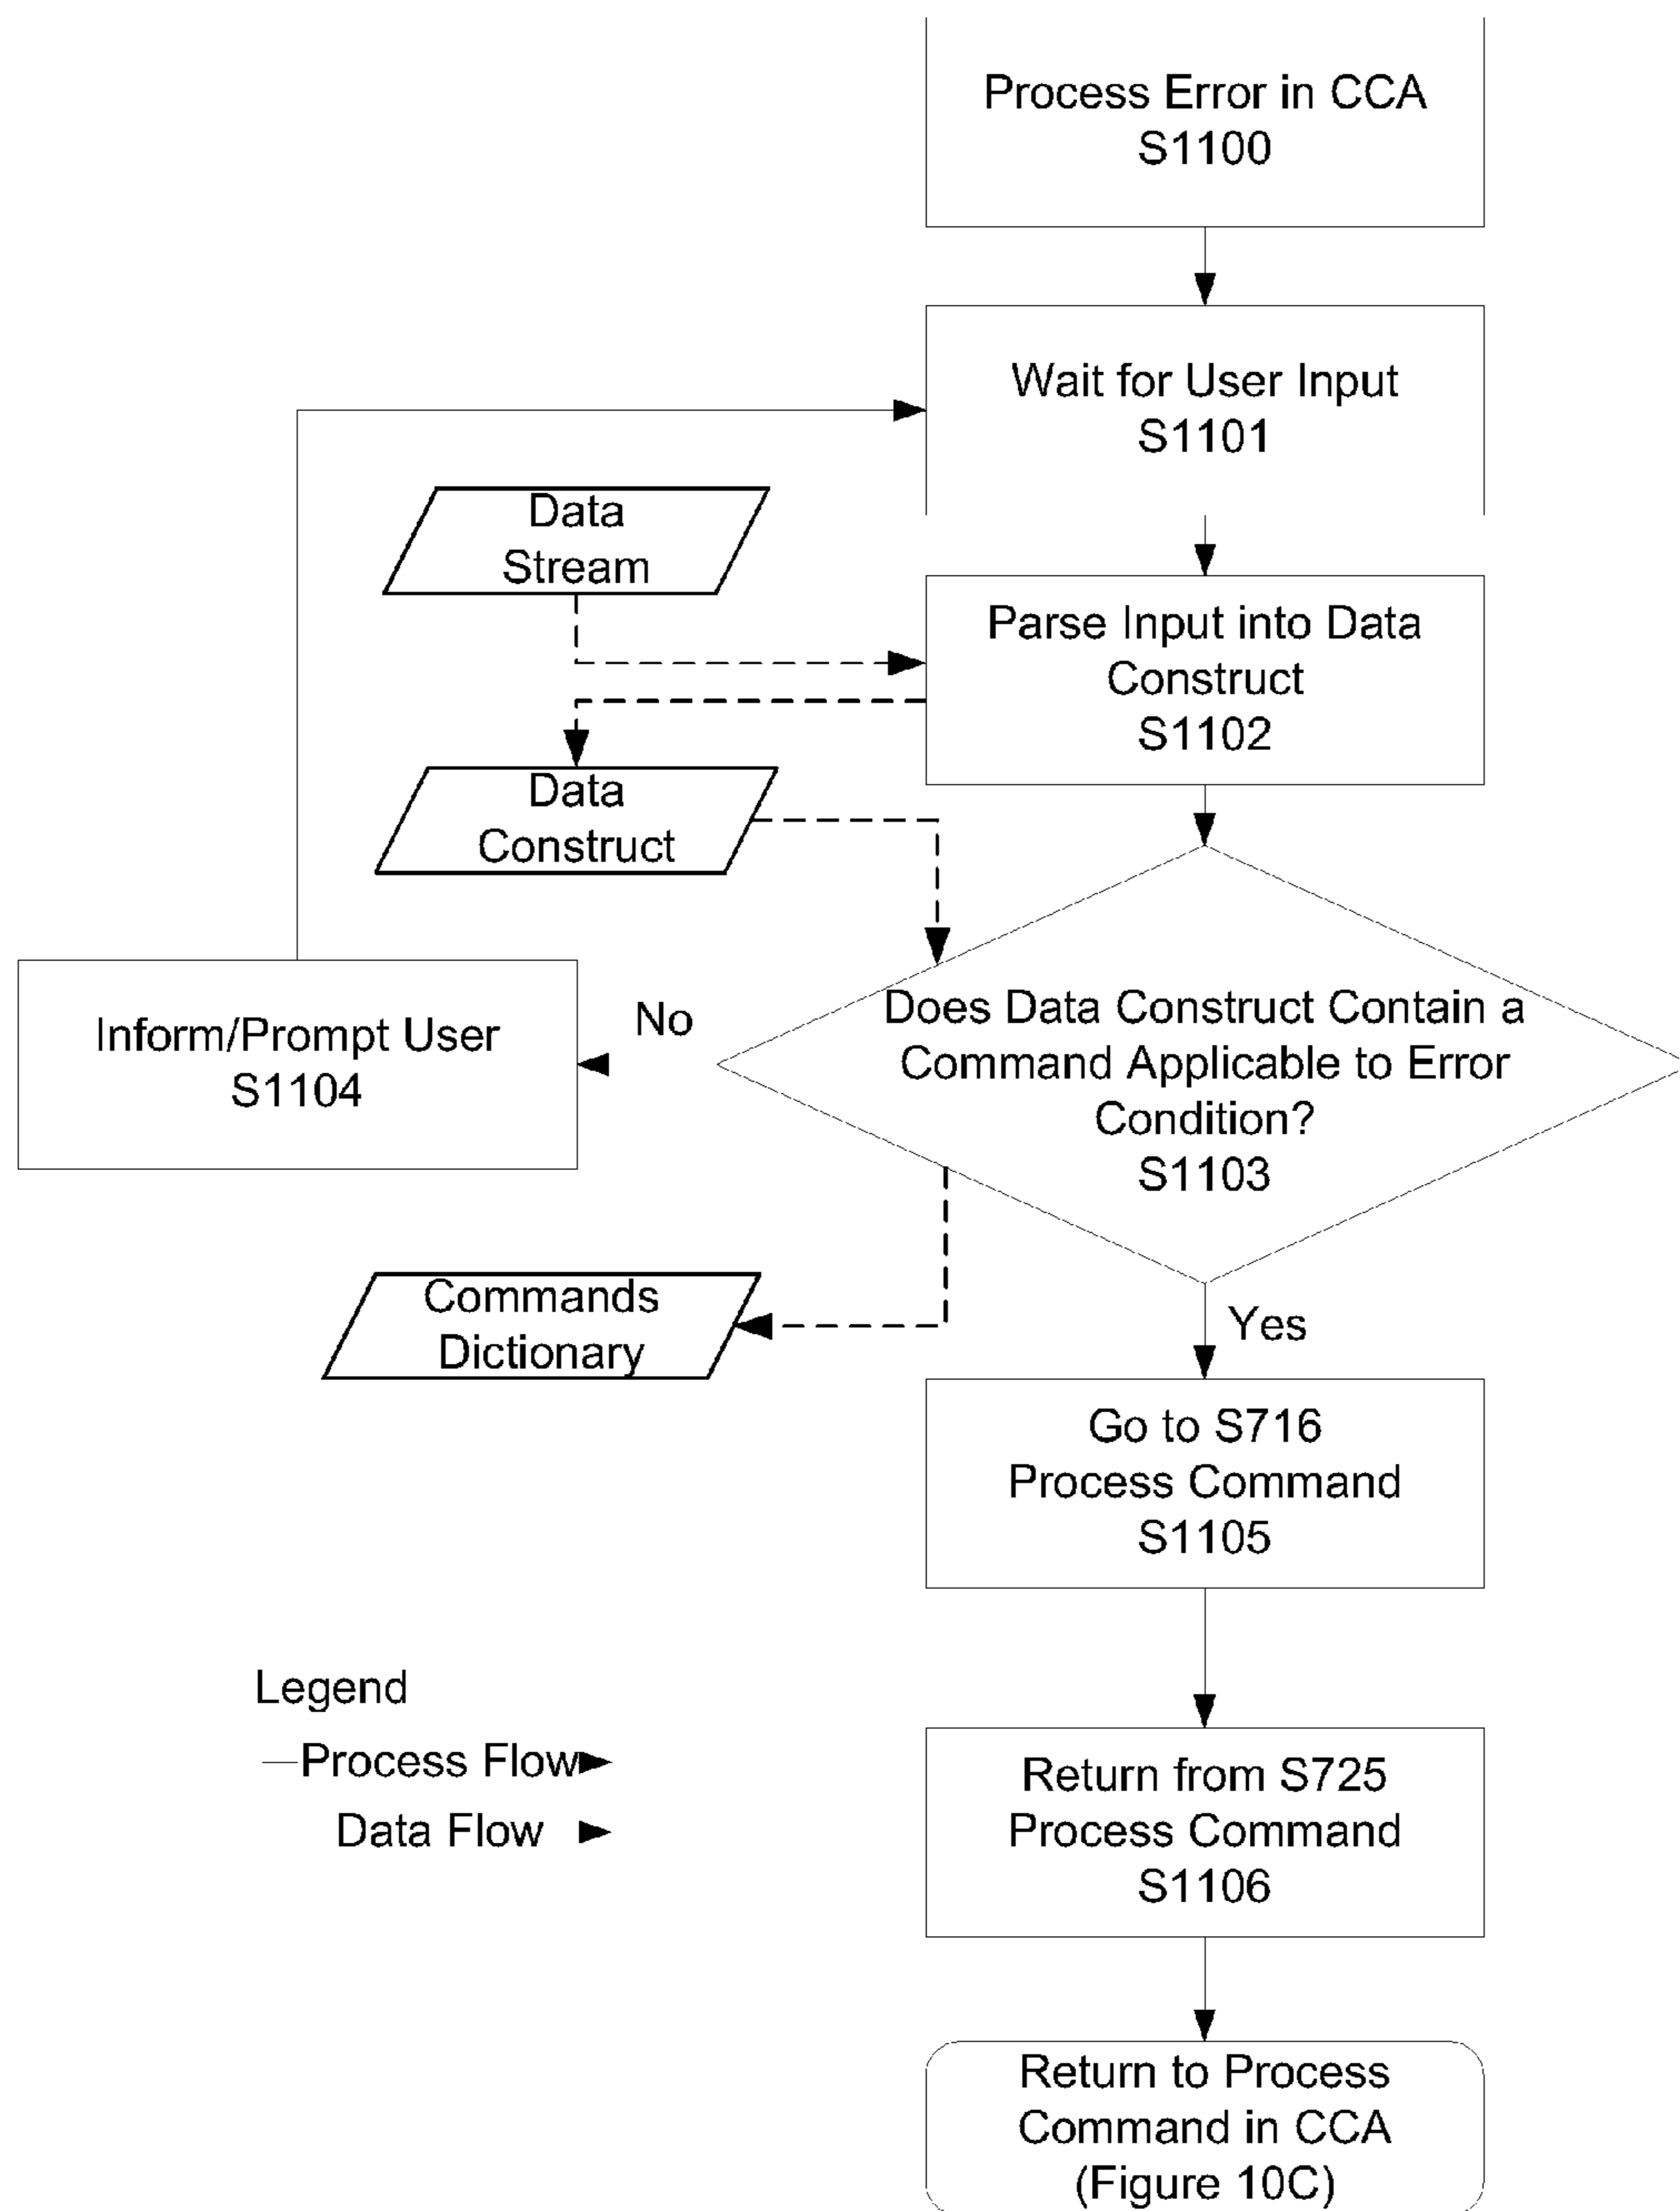 Process Error in CCA
S1100
Wait for User Input
S1101
Data
Stream
Parse Input into Data
Construct
S1102
Data
Construct
Does Data Construct Contain a
Command Applicable to Error
Condition?
S1103
No
Inform/Prompt User
S1104
Commands
Dictionary
Yes
Go to S716
Process Command
S1105
Legend
Process Flow
Data Flow
Return from S725
Process Command
S1106
Return to Process
Command in CCA
(Figure 10C)